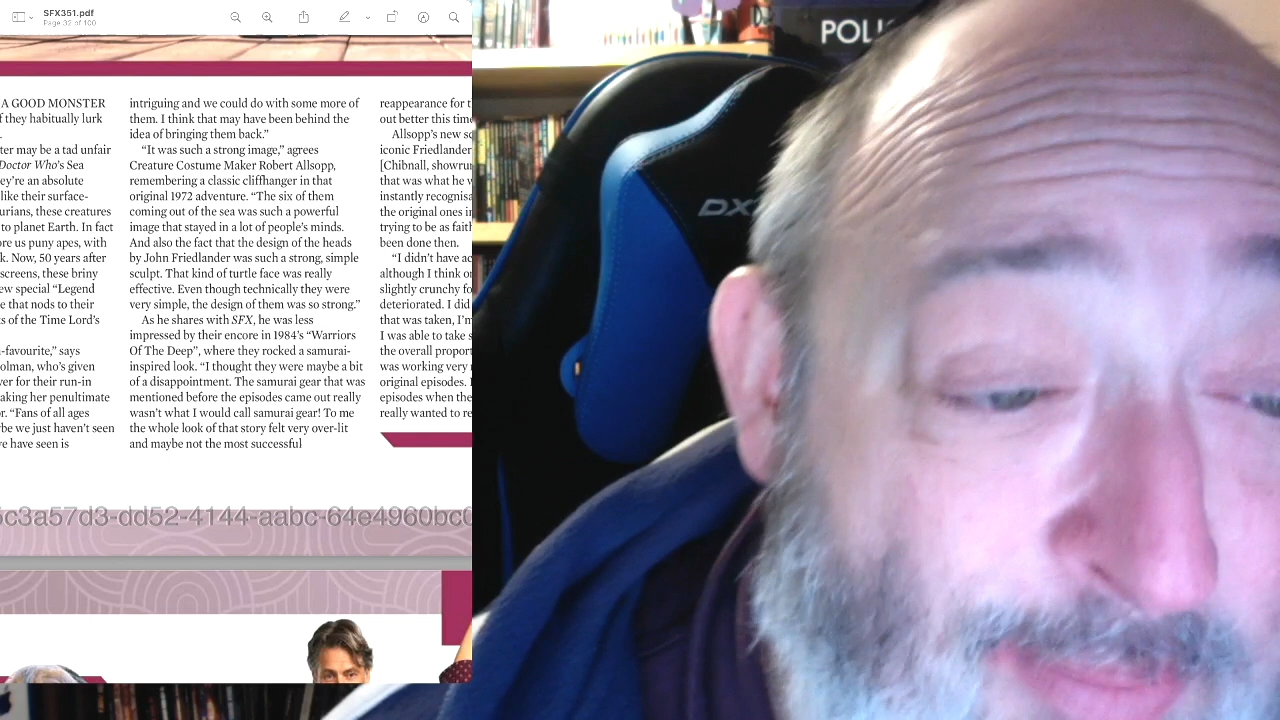 SFX351.pdf
Page 32 of 100
A GOOD MONSTER
f they habitually lurk
ter may be a tad unfair
Doctor Who's Sea
ey're an absolute
like their surface-
urians, these creatures
to planet Earth. In fact
ore us puny apes, with
k. Now, 50 years after
screens, these briny
ew special "Legend
e that nods to their
s of the Time Lord's
-favourite," says
olman, who's given
ver for their run-in
aking her penultimate
r. "Fans of all ages
ybe we just haven't seen
ve have seen is
intriguing and we could do with some more of
them. I think that may have been behind the
idea of bringing them back."
"It was such a strong image," agrees
Creature Costume Maker Robert Allsopp,
remembering a classic cliffhanger in that
original 1972 adventure. "The six of them
coming out of the sea was such a powerful
image that stayed in a lot of people's minds.
And also the fact that the design of the heads
by John Friedlander was such a strong, simple
sculpt. That kind of turtle face was really
effective. Even though technically they were
very simple, the design of them was so strong."
As he shares with SFX, he was less
impressed by their encore in 1984's "Warriors
Of The Deep", where they rocked a samurai-
inspired look. "I thought they were maybe a bit
of a disappointment. The samurai gear that was
mentioned before the episodes came out really
wasn't what I would call samurai gear! To me
the whole look of that story felt very over-lit
and maybe not the most successful
reappearance for t
out better this time
Allsopp's new sc
iconic Friedlander
[Chibnall, showru
that was what he w
instantly recognisa
the original ones i
trying to be as fait
been done then.
"I didn't have ac
although I think o
slightly crunchy fo
deteriorated. I did
that was taken, I'm
I was able to take s
the overall proport
was working very
original episodes. I
episodes when the
really wanted to re
5c3a57d3-dd52-4144-aabc-64e4960bc0
POLI
DX